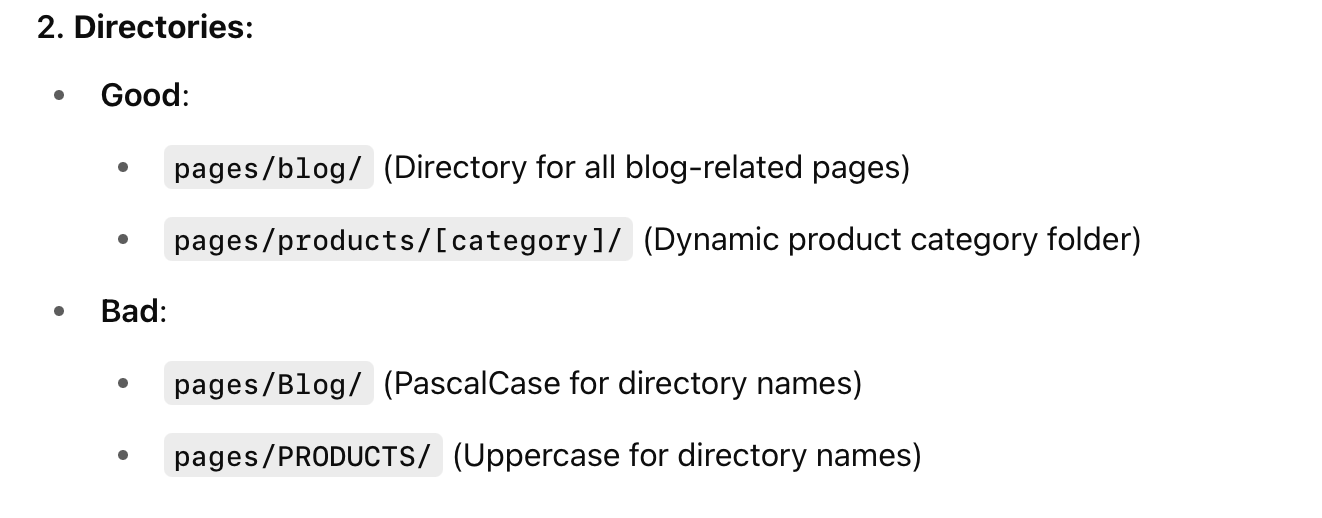 2. Directories:
Good:
pages/blog/ (Directory for all blog-related pages)
pages/products/[category]/ (Dynamic product category folder)
Bad:
pages/Blog/ (PascalCase for directory names)
pages/PRODUCTS/ (Uppercase for directory names)